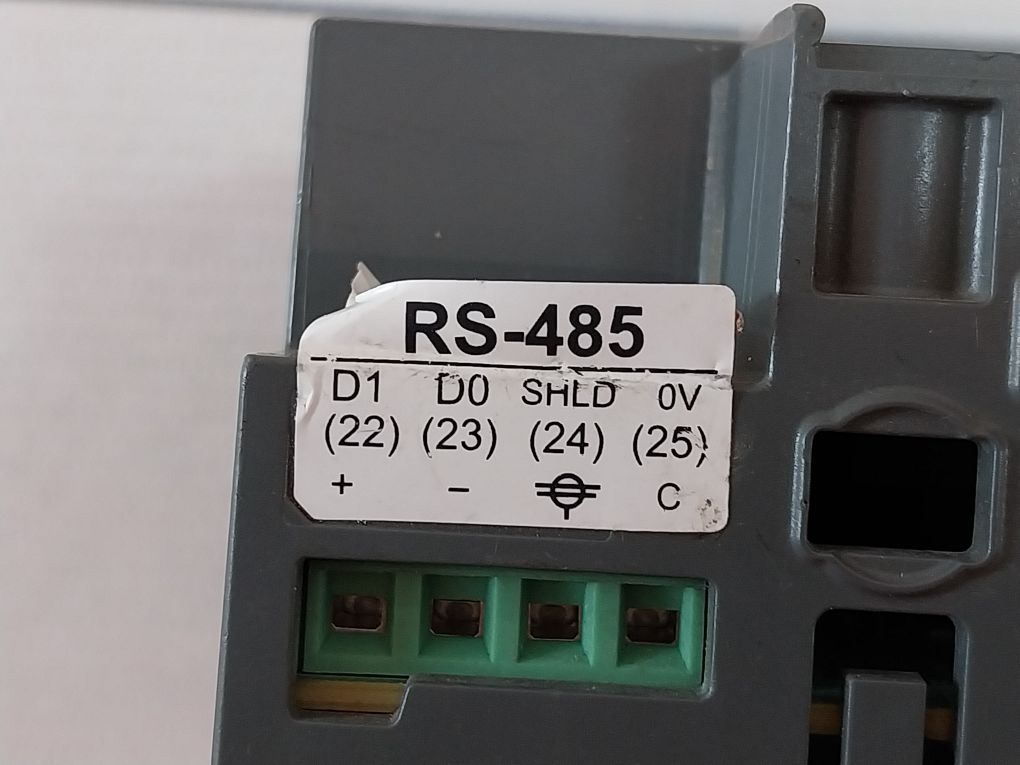 RS-485
D1 D0 SHLD 0V
(22) (23) (24) (25)
+ - C